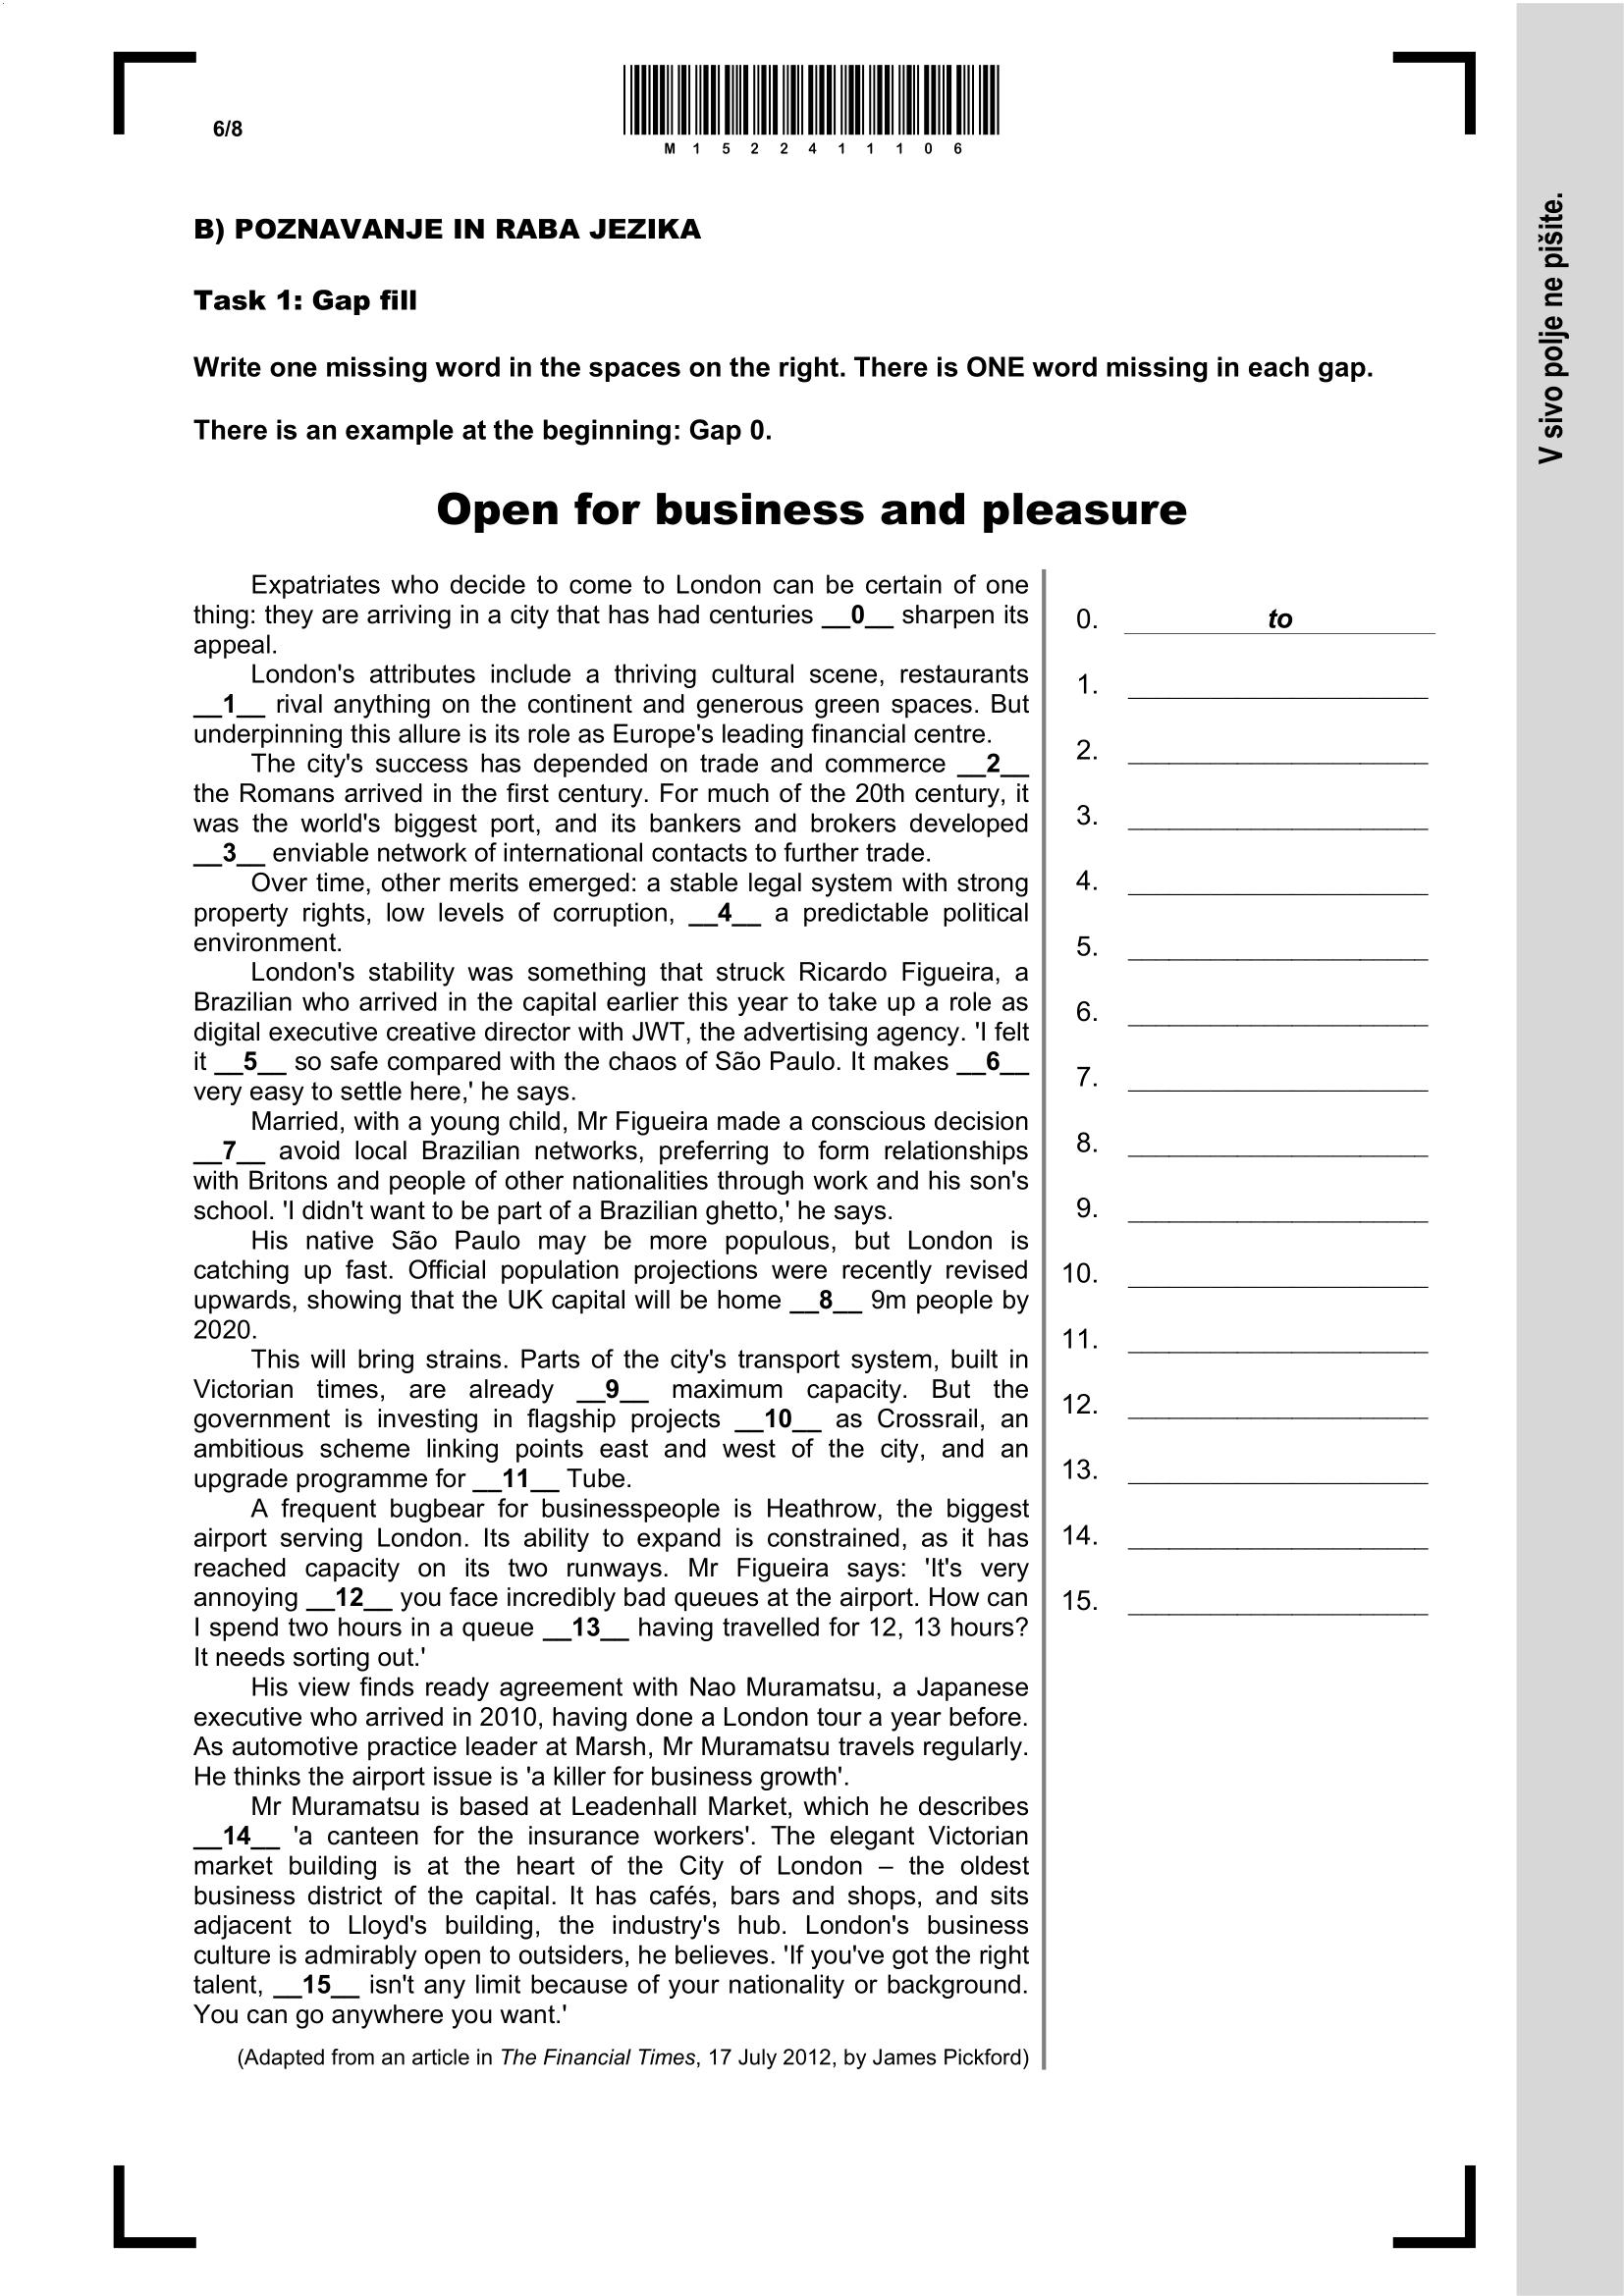 6/8
M 1 5 2 2 4 1 1 1 0 6
V sivo polje ne pišite.
B) POZNAVANJE IN RABA JEZIKA
Task 1: Gap fill
Write one missing word in the spaces on the right. There is ONE word missing in each gap.
There is an example at the beginning: Gap 0.
Open for business and pleasure
Expatriates who decide to come to London can be certain of one
thing: they are arriving in a city that has had centuries __0__ sharpen its
appeal.
London's attributes include a thriving cultural scene, restaurants
__1__ rival anything on the continent and generous green spaces. But
underpinning this allure is its role as Europe's leading financial centre.
The city's success has depended on trade and commerce __2__
the Romans arrived in the first century. For much of the 20th century, it
was the world's biggest port, and its bankers and brokers developed
__3__ enviable network of international contacts to further trade.
Over time, other merits emerged: a stable legal system with strong
property rights, low levels of corruption, __4__ a predictable political
environment.
London's stability was something that struck Ricardo Figueira, a
Brazilian who arrived in the capital earlier this year to take up a role as
digital executive creative director with JWT, the advertising agency. 'I felt
it __5__ so safe compared with the chaos of São Paulo. It makes __6__
very easy to settle here,' he says.
Married, with a young child, Mr Figueira made a conscious decision
__7__ avoid local Brazilian networks, preferring to form relationships
with Britons and people of other nationalities through work and his son's
school. 'I didn't want to be part of a Brazilian ghetto,' he says.
His native São Paulo may be more populous, but London is
catching up fast. Official population projections were recently revised
upwards, showing that the UK capital will be home __8__ 9m people by
2020.
This will bring strains. Parts of the city's transport system, built in
Victorian times, are already __9__ maximum capacity. But the
government is investing in flagship projects __10__ as Crossrail, an
ambitious scheme linking points east and west of the city, and an
upgrade programme for __11__ Tube.
A frequent bugbear for businesspeople is Heathrow, the biggest
airport serving London. Its ability to expand is constrained, as it has
reached capacity on its two runways. Mr Figueira says: 'It's very
annoying __12__ you face incredibly bad queues at the airport. How can
I spend two hours in a queue __13__ having travelled for 12, 13 hours?
It needs sorting out.'
His view finds ready agreement with Nao Muramatsu, a Japanese
executive who arrived in 2010, having done a London tour a year before.
As automotive practice leader at Marsh, Mr Muramatsu travels regularly.
He thinks the airport issue is 'a killer for business growth'.
Mr Muramatsu is based at Leadenhall Market, which he describes
__14__ 'a canteen for the insurance workers'. The elegant Victorian
market building is at the heart of the City of London – the oldest
business district of the capital. It has cafés, bars and shops, and sits
adjacent to Lloyd's building, the industry's hub. London's business
culture is admirably open to outsiders, he believes. 'If you've got the right
talent, __15__ isn't any limit because of your nationality or background.
You can go anywhere you want.'
(Adapted from an article in The Financial Times, 17 July 2012, by James Pickford)
0. to
1.
2.
3.
4.
5.
6.
7.
8.
9.
10.
11.
12.
13.
14.
15.